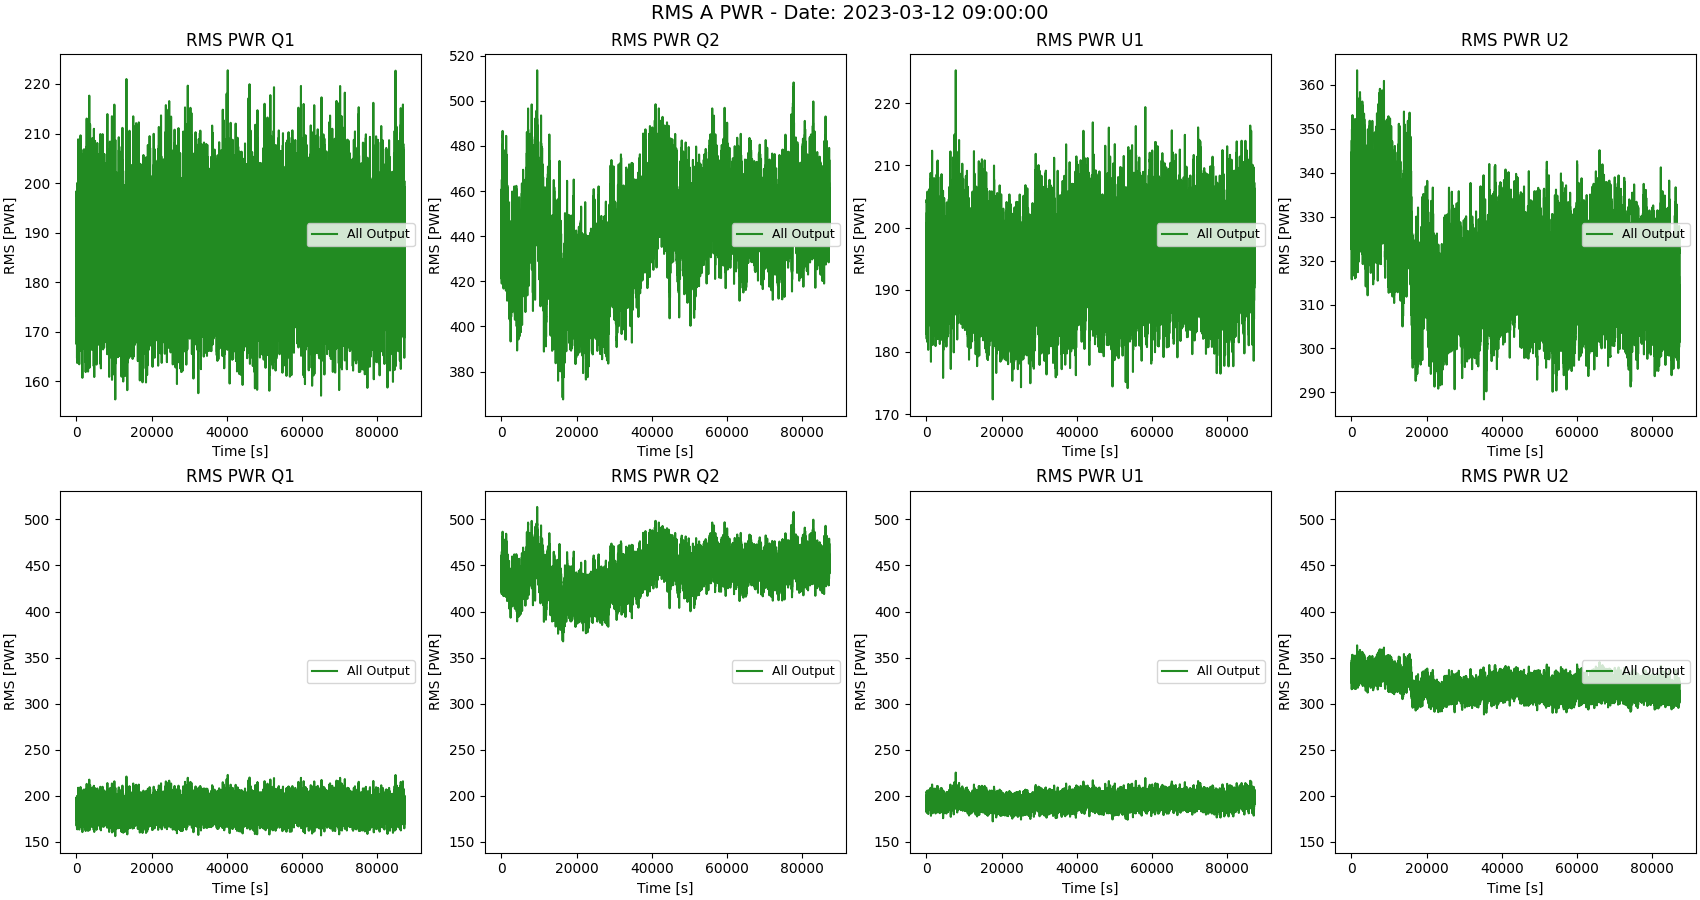 RMS A PWR - Date: 2023-03-12 09:00:00
RMS PWR Q1
RMS [PWR]
220
210
200
190
180
170
160
All Output
0 20000 40000 60000 80000
Time [s]
RMS PWR Q2
RMS [PWR]
520
500
480
460
440
420
400
380
All Output
0 20000 40000 60000 80000
Time [s]
RMS PWR U1
RMS [PWR]
220
210
200
190
180
170
All Output
0 20000 40000 60000 80000
Time [s]
RMS PWR U2
RMS [PWR]
360
350
340
330
320
310
300
290
All Output
0 20000 40000 60000 80000
Time [s]
RMS PWR Q1
RMS [PWR]
500
450
400
350
300
250
200
150
All Output
0 20000 40000 60000 80000
Time [s]
RMS PWR Q2
RMS [PWR]
500
450
400
350
300
250
200
150
All Output
0 20000 40000 60000 80000
Time [s]
RMS PWR U1
RMS [PWR]
500
450
400
350
300
250
200
150
All Output
0 20000 40000 60000 80000
Time [s]
RMS PWR U2
RMS [PWR]
500
450
400
350
300
250
200
150
All Output
0 20000 40000 60000 80000
Time [s]